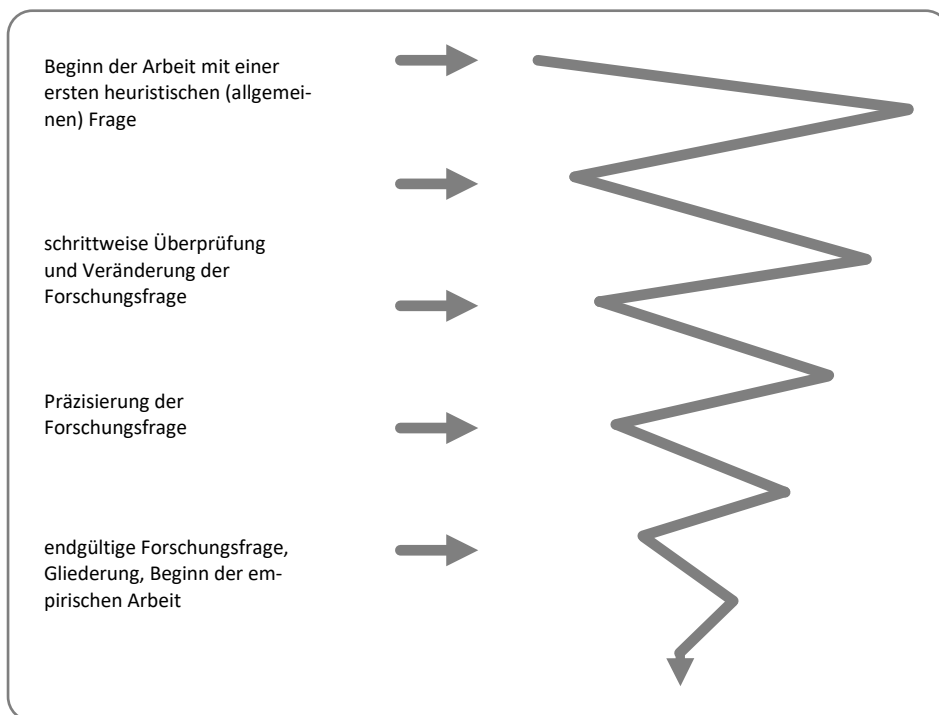 Beginn der Arbeit mit einer
ersten heuristischen (allgemei-
nen) Frage
schrittweise Überprüfung
und Veränderung der
Forschungsfrage
Präzisierung der
Forschungsfrage
endgültige Forschungsfrage,
Gliederung, Beginn der em-
pirischen Arbeit